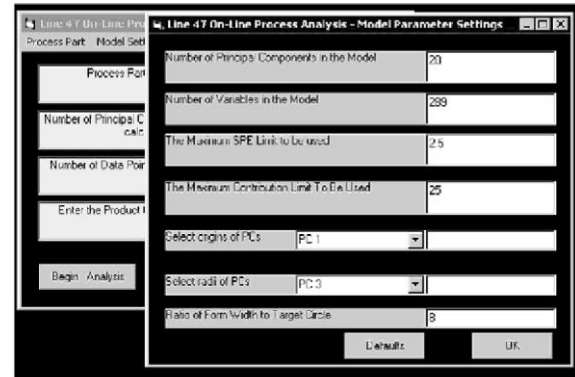 Line 47 On-Line Pro
Process Part Model Sett
Process Par
Number of Principal C
calc
Number of Data Poin
Enter the Product
Begin Analysis
Line 47 On-Line Process Analysis - Model Parameter Settings
Number of Principal Components in the Model
20
Number of Variables in the Model
289
The Maximum SPE Limit to be used
2.5
The Maximum Contribution Limit To Be Used
25
Select origins of PCs
PC 1
Select radii of PCs
PC 3
Ratio of Form Width to Target Circle
8
Defaults
OK